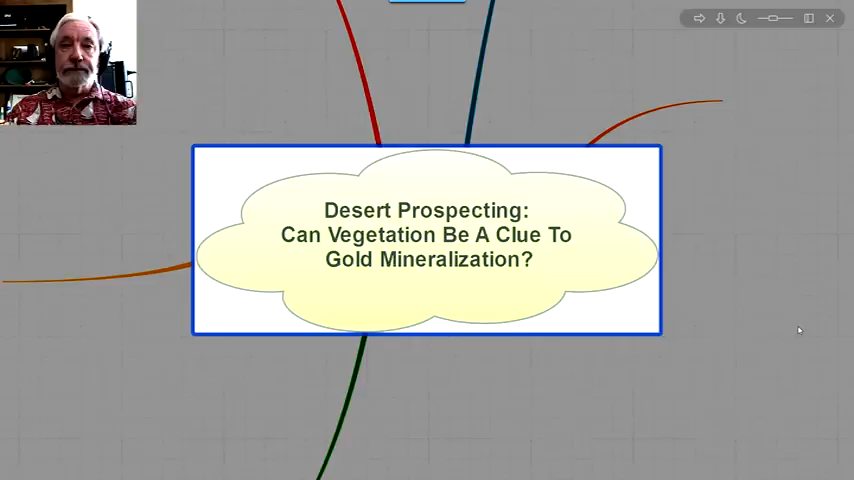 Desert Prospecting:
Can Vegetation Be A Clue To
Gold Mineralization?